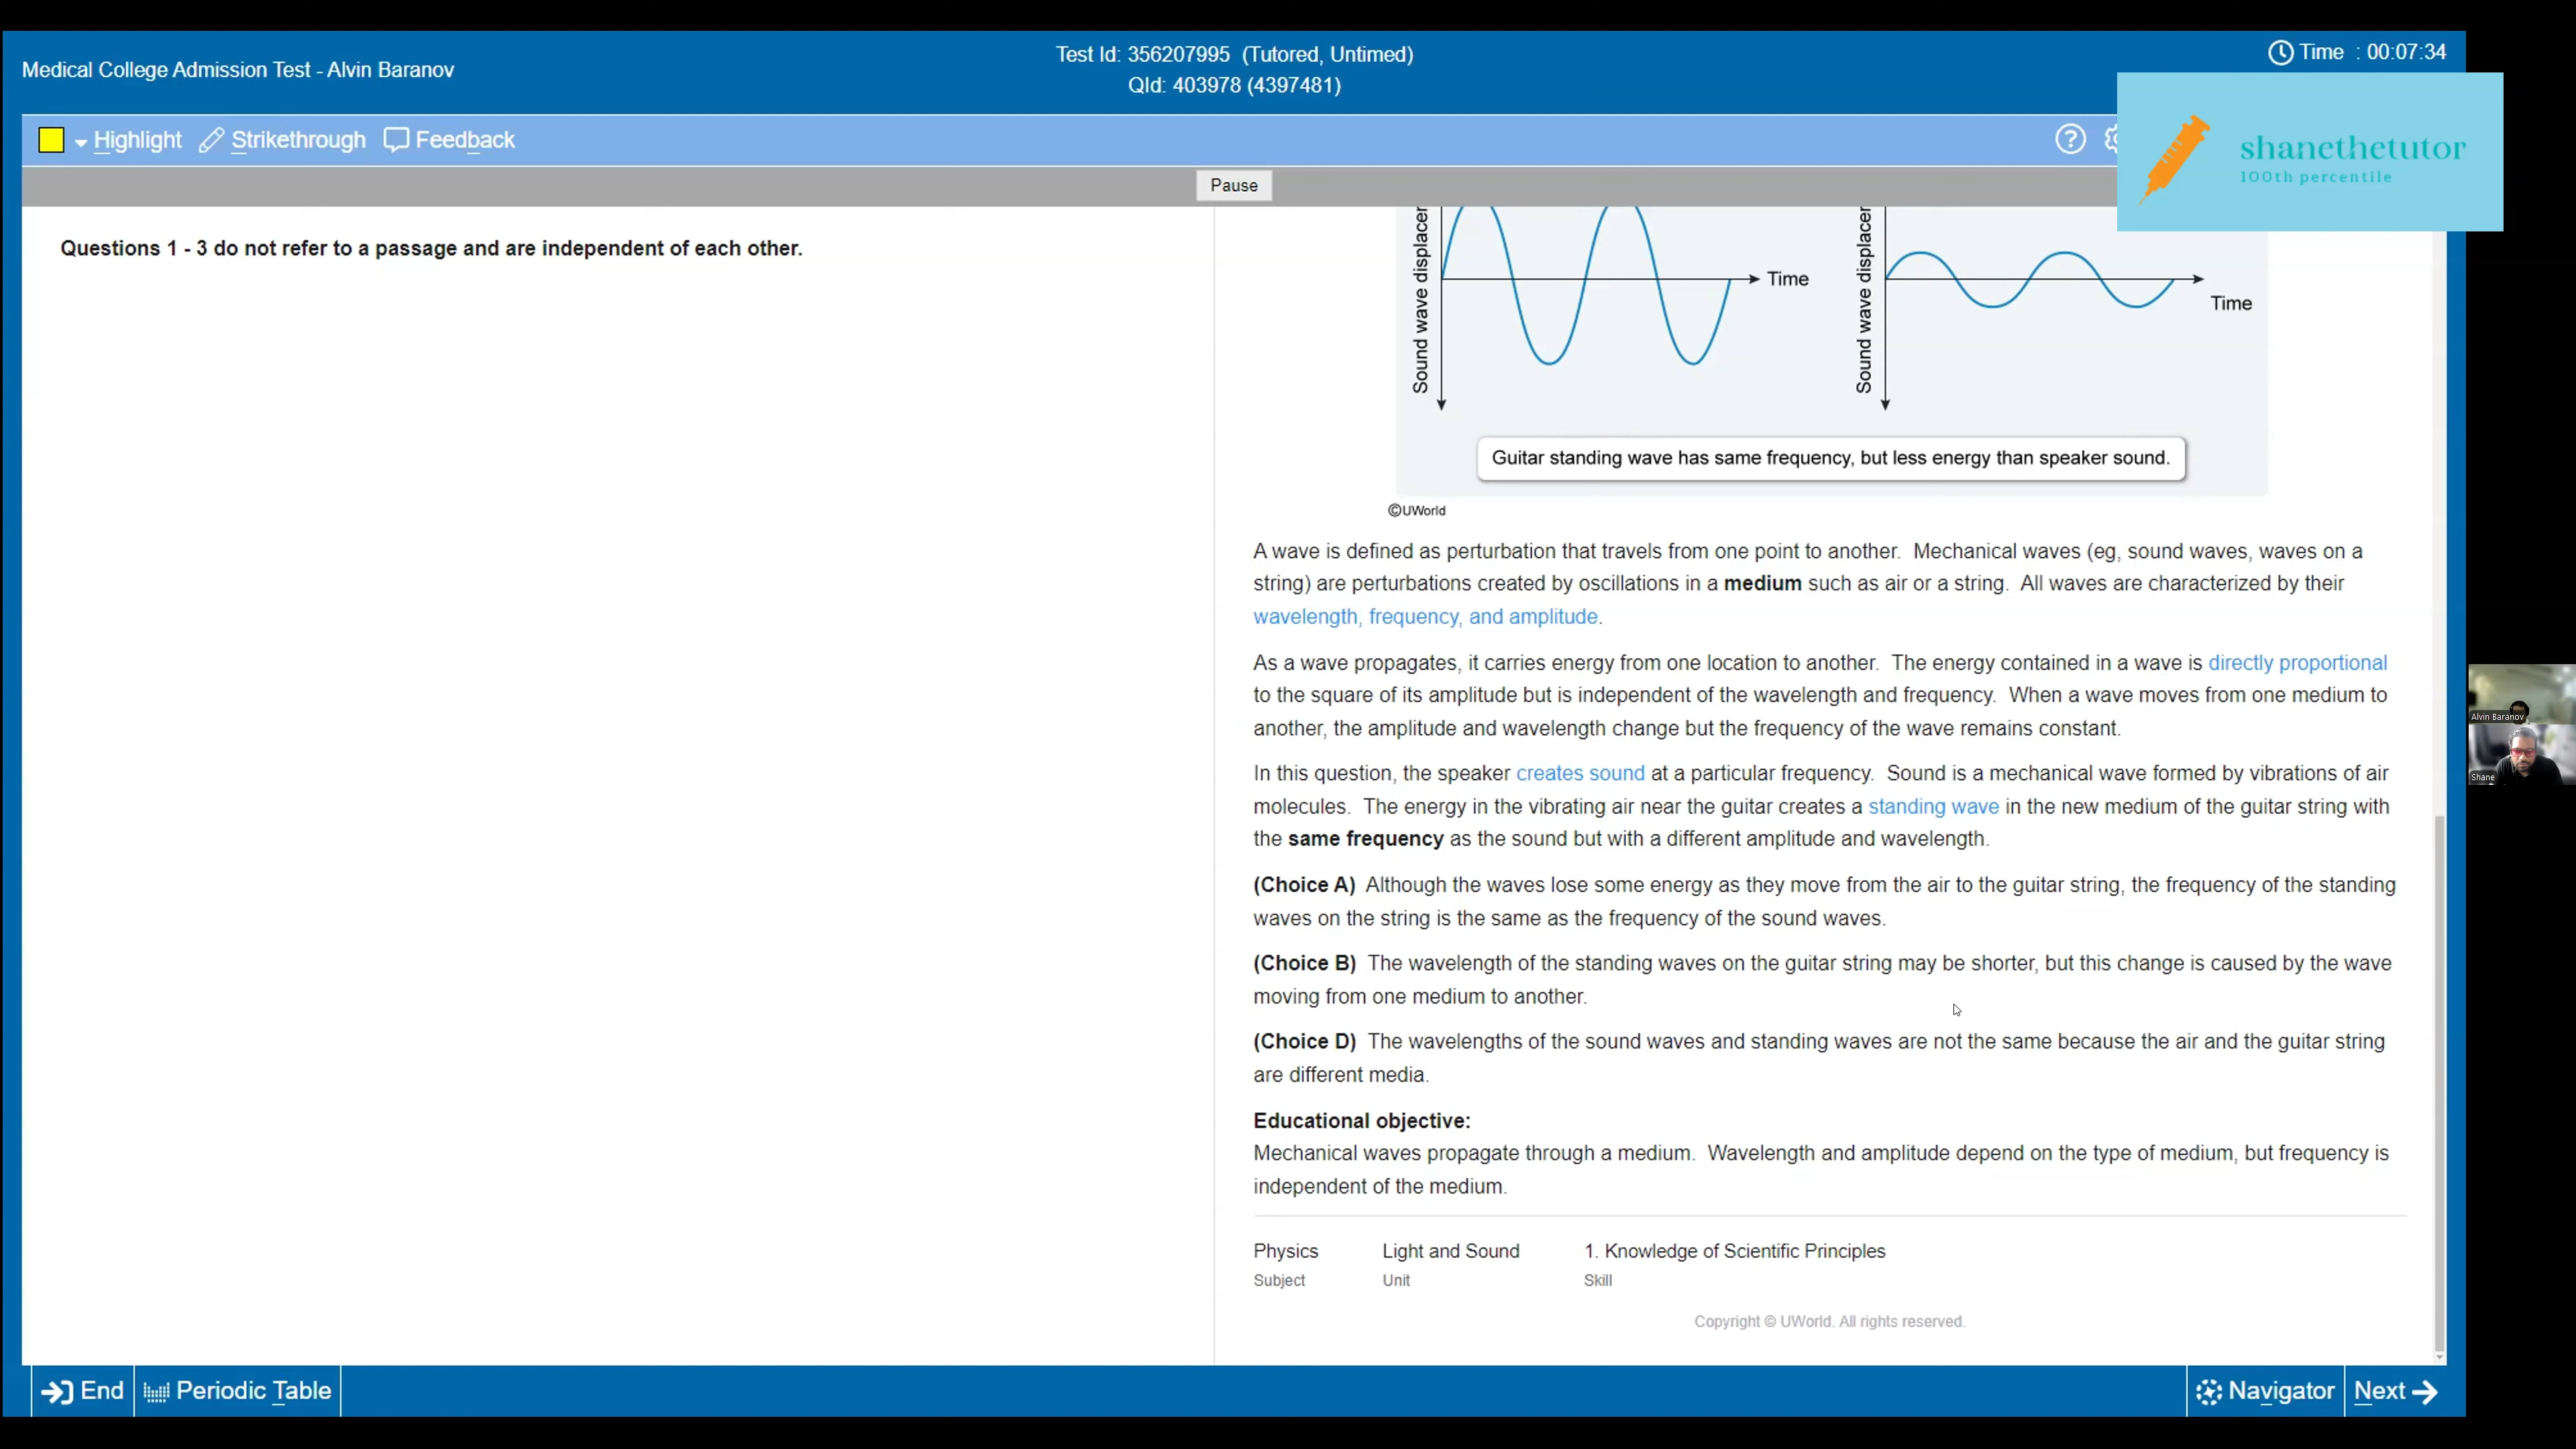 Medical College Admission Test - Alvin Baranov
Test Id: 356207995 (Tutored, Untimed)
QId: 403978 (4397481)
Time : 00:07:34
Highlight
Strikethrough
Feedback
shanethetutor
100th percentile
Pause
Questions 1 - 3 do not refer to a passage and are independent of each other.
Sound wave displacer
Time
Sound wave displacer
Time
Guitar standing wave has same frequency, but less energy than speaker sound.
©UWorld
A wave is defined as perturbation that travels from one point to another. Mechanical waves (eg, sound waves, waves on a
string) are perturbations created by oscillations in a medium such as air or a string. All waves are characterized by their
wavelength, frequency, and amplitude.
As a wave propagates, it carries energy from one location to another. The energy contained in a wave is directly proportional
to the square of its amplitude but is independent of the wavelength and frequency. When a wave moves from one medium to
another, the amplitude and wavelength change but the frequency of the wave remains constant.
In this question, the speaker creates sound at a particular frequency. Sound is a mechanical wave formed by vibrations of air
molecules. The energy in the vibrating air near the guitar creates a standing wave in the new medium of the guitar string with
the same frequency as the sound but with a different amplitude and wavelength.
(Choice A) Although the waves lose some energy as they move from the air to the guitar string, the frequency of the standing
waves on the string is the same as the frequency of the sound waves.
(Choice B) The wavelength of the standing waves on the guitar string may be shorter, but this change is caused by the wave
moving from one medium to another.
(Choice D) The wavelengths of the sound waves and standing waves are not the same because the air and the guitar string
are different media.
Educational objective:
Mechanical waves propagate through a medium. Wavelength and amplitude depend on the type of medium, but frequency is
independent of the medium.
Physics
Light and Sound
1. Knowledge of Scientific Principles
Subject
Unit
Skill
Copyright © UWorld. All rights reserved.
Alvin Baranov
Shane
End
Periodic Table
Navigator
Next